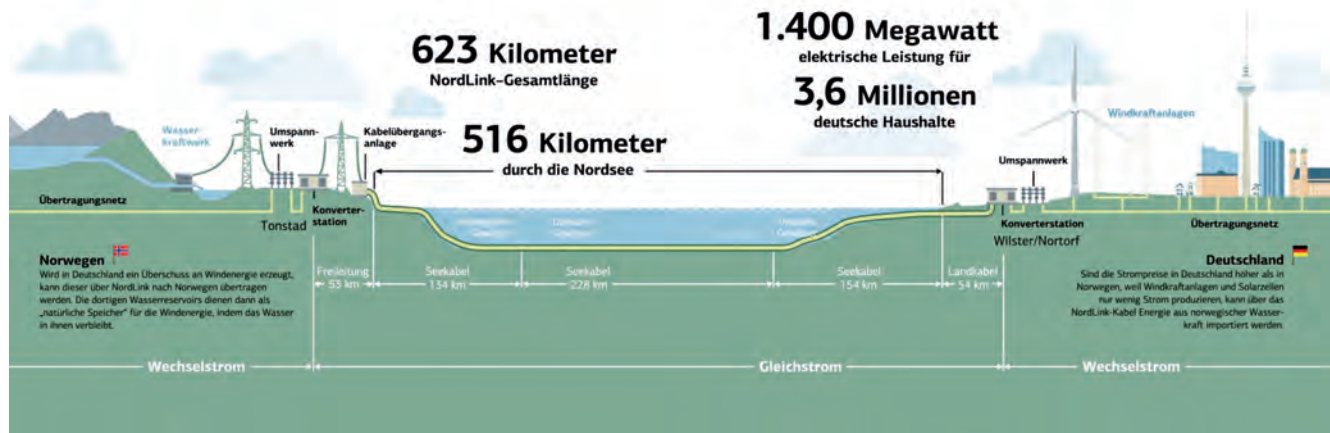 623 Kilometer
NordLink-Gesamtlänge
1.400 Megawatt
elektrische Leistung für
3,6 Millionen
deutsche Haushalte
516 Kilometer
durch die Nordsee
Wasser-
kraftwerk
Umspann-
werk
Kabelübergangs-
anlage
Windkraftanlagen
Umspannwerk
Übertragungsnetz
Tonstad
Konverter-
station
Konverterstation
Wilster/Nortorf
Übertragungsnetz
Norwegen
Wird in Deutschland ein Überschuss an Windenergie erzeugt,
kann dieser über NordLink nach Norwegen übertragen
werden. Die dortigen Wasserreservoirs dienen dann als
„natürliche Speicher" für die Windenergie, indem das Wasser
in ihnen verbleibt.
Freileitung
53 km
Seekabel
134 km
Seekabel
228 km
Seekabel
154 km
Landkabel
54 km
Deutschland
Sind die Strompreise in Deutschland höher als in
Norwegen, weil Windkraftanlagen und Solarzellen
nur wenig Strom produzieren, kann über das
NordLink-Kabel Energie aus norwegischer Wasser-
kraft importiert werden.
Wechselstrom
Gleichstrom
Wechselstrom